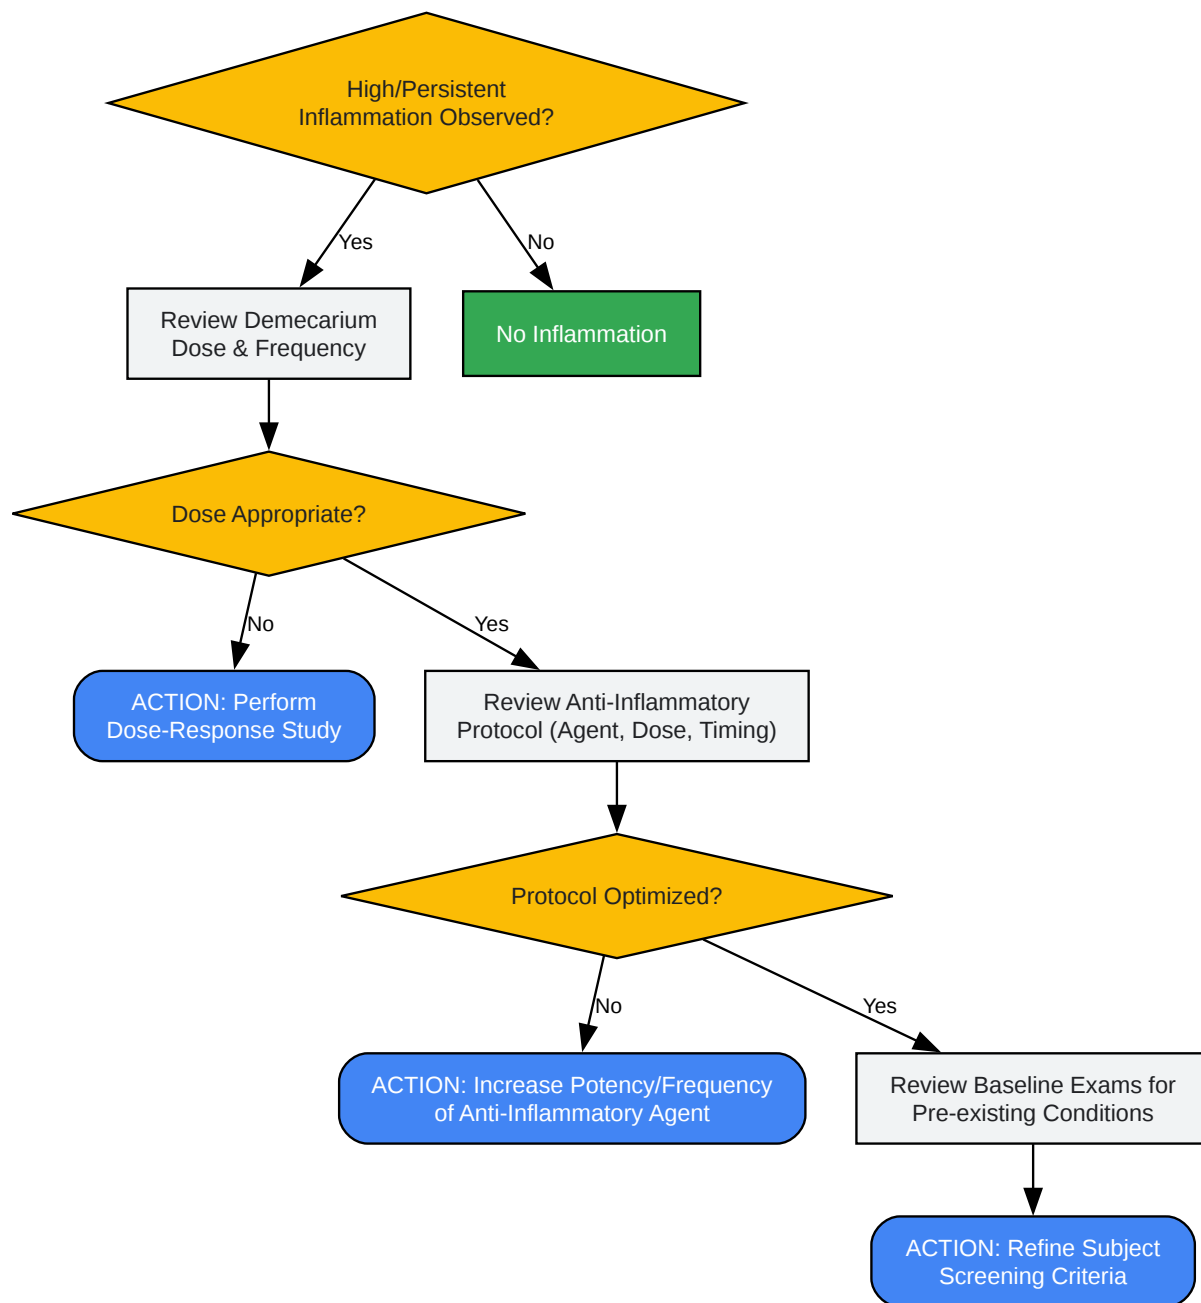 High/Persistent
Inflammation Observed?
Yes
No
Review Demecarium
Dose & Frequency
No Inflammation
Dose Appropriate?
No
Yes
ACTION: Perform
Dose-Response Study
Review Anti-Inflammatory
Protocol (Agent, Dose, Timing)
Protocol Optimized?
No
Yes
ACTION: Increase Potency/Frequency
of Anti-Inflammatory Agent
Review Baseline Exams for
Pre-existing Conditions
ACTION: Refine Subject
Screening Criteria